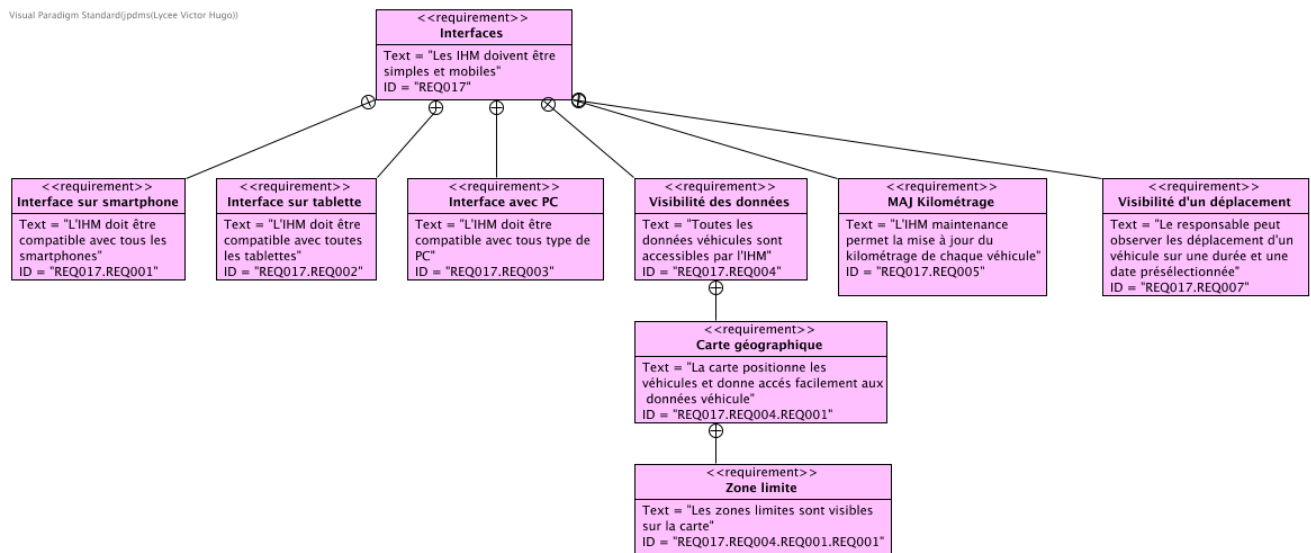 Visual Paradigm Standard(jpdms(Lycee Victor Hugo))
<<requirement>>
Interfaces
Text = "Les IHM doivent être
simples et mobiles"
ID = "REQ017"
<<requirement>>
Interface sur smartphone
Text = "L'IHM doit être
compatible avec tous les
smartphones"
ID = "REQ017.REQ001"
<<requirement>>
Interface sur tablette
Text = "L'IHM doit être
compatible avec toutes
les tablettes"
ID = "REQ017.REQ002"
<<requirement>>
Interface avec PC
Text = "L'IHM doit être
compatible avec tous type de
PC"
ID = "REQ017.REQ003"
<<requirement>>
Visibilité des données
Text = "Toutes les
données véhicules sont
accessibles par l'IHM"
ID = "REQ017.REQ004"
<<requirement>>
MAJ Kilométrage
Text = "L'IHM maintenance
permet la mise à jour du
kilométrage de chaque véhicule"
ID = "REQ017.REQ005"
<<requirement>>
Visibilité d'un déplacement
Text = "Le responsable peut
observer les déplacement d'un
véhicule sur une durée et une
date présélectionnée"
ID = "REQ017.REQ007"
<<requirement>>
Carte géographique
Text = "La carte positionne les
véhicules et donne accés facilement aux
données véhicule"
ID = "REQ017.REQ004.REQ001"
<<requirement>>
Zone limite
Text = "Les zones limites sont visibles
sur la carte"
ID = "REQ017.REQ004.REQ001.REQ001"